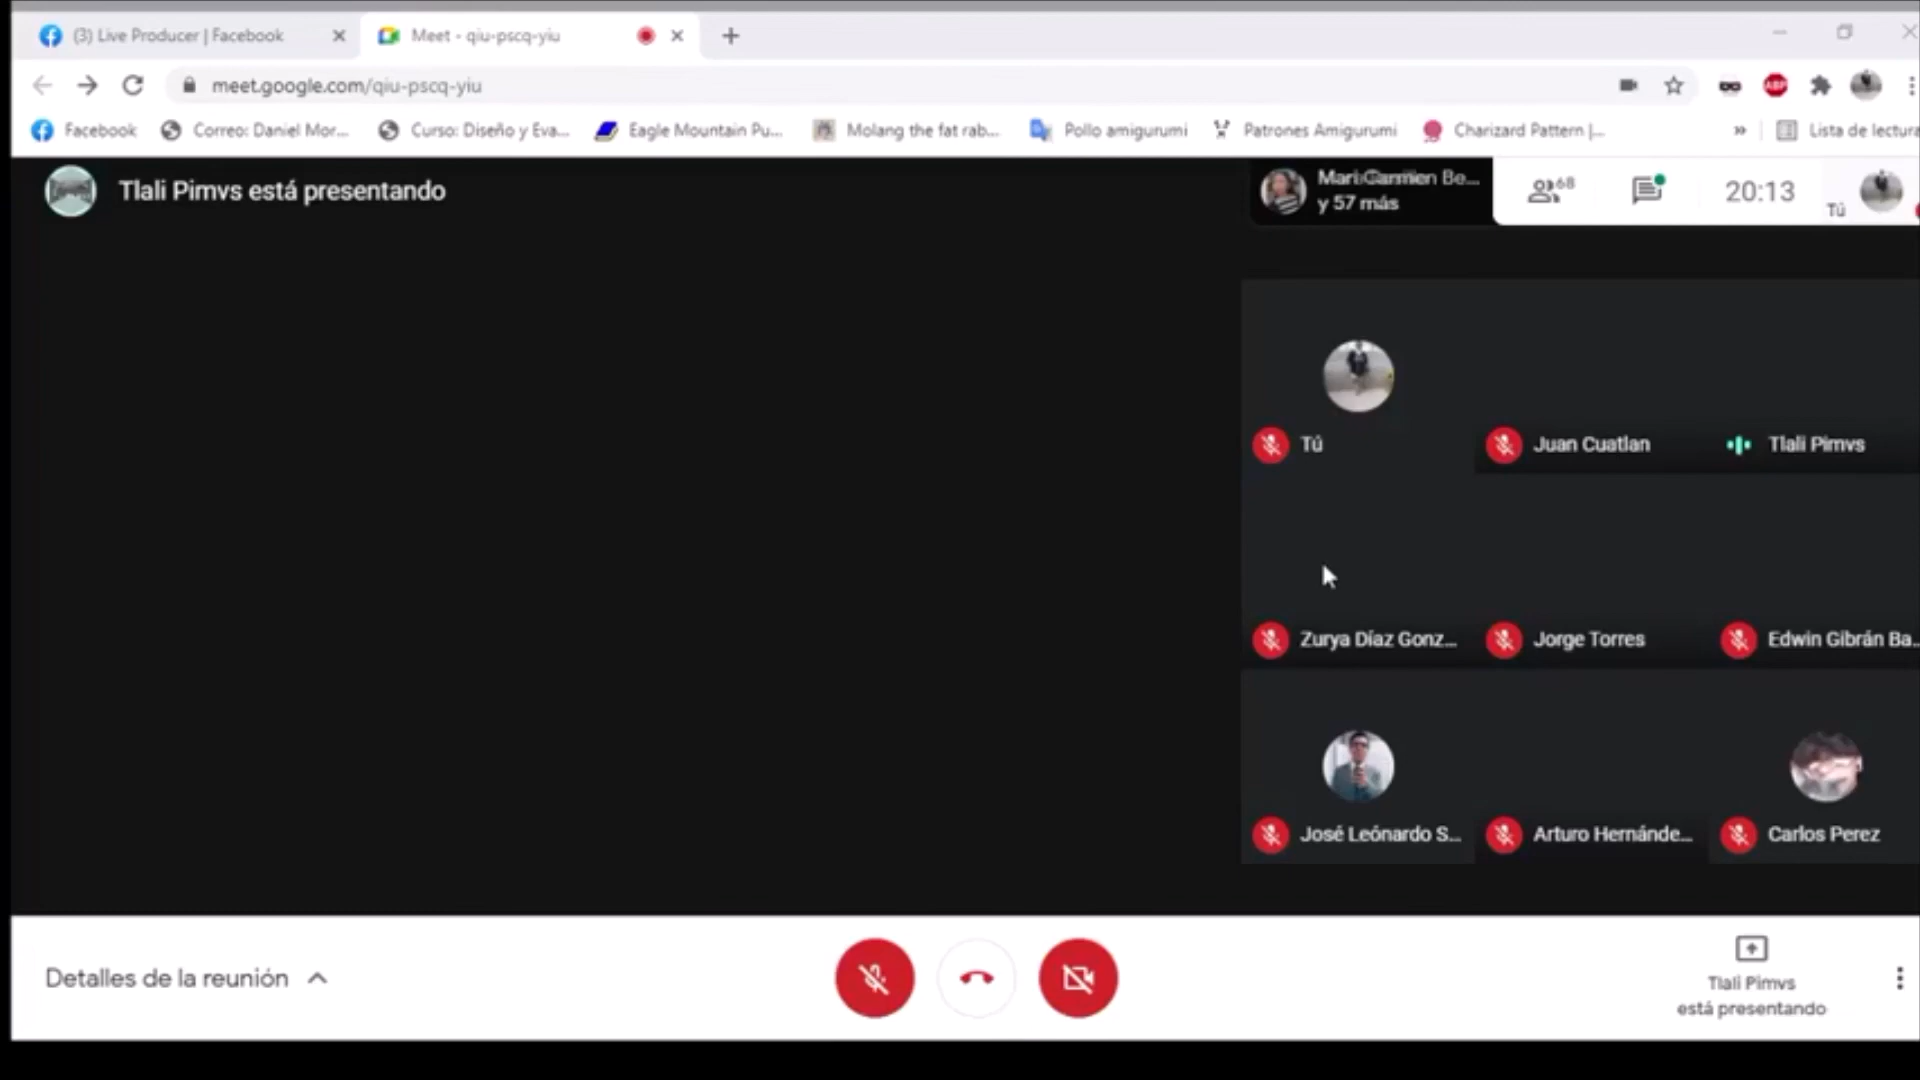 (3) Live Producer | Facebook
Meet - qiu-pscq-yiu
meet.google.com/qiu-pscq-yiu
ABP
Facebook
Correo: Daniel Mor...
Curso: Diseño y Eva...
Eagle Mountain Pu...
Molang the fat rab...
Pollo amigurumi
Patrones Amigurumi
Charizard Pattern |...
»
Lista de lectura
Tlali Pimvs está presentando
y 57 más
68
20:13
Tú
Tú
Juan Cuatlan
Tlali Pimvs
Zurya Díaz Gonz...
Jorge Torres
Edwin Gibrán Ba...
José Leónardo S...
Arturo Hernánde...
Carlos Perez
Detalles de la reunión
Tlali Pimvs
está presentando